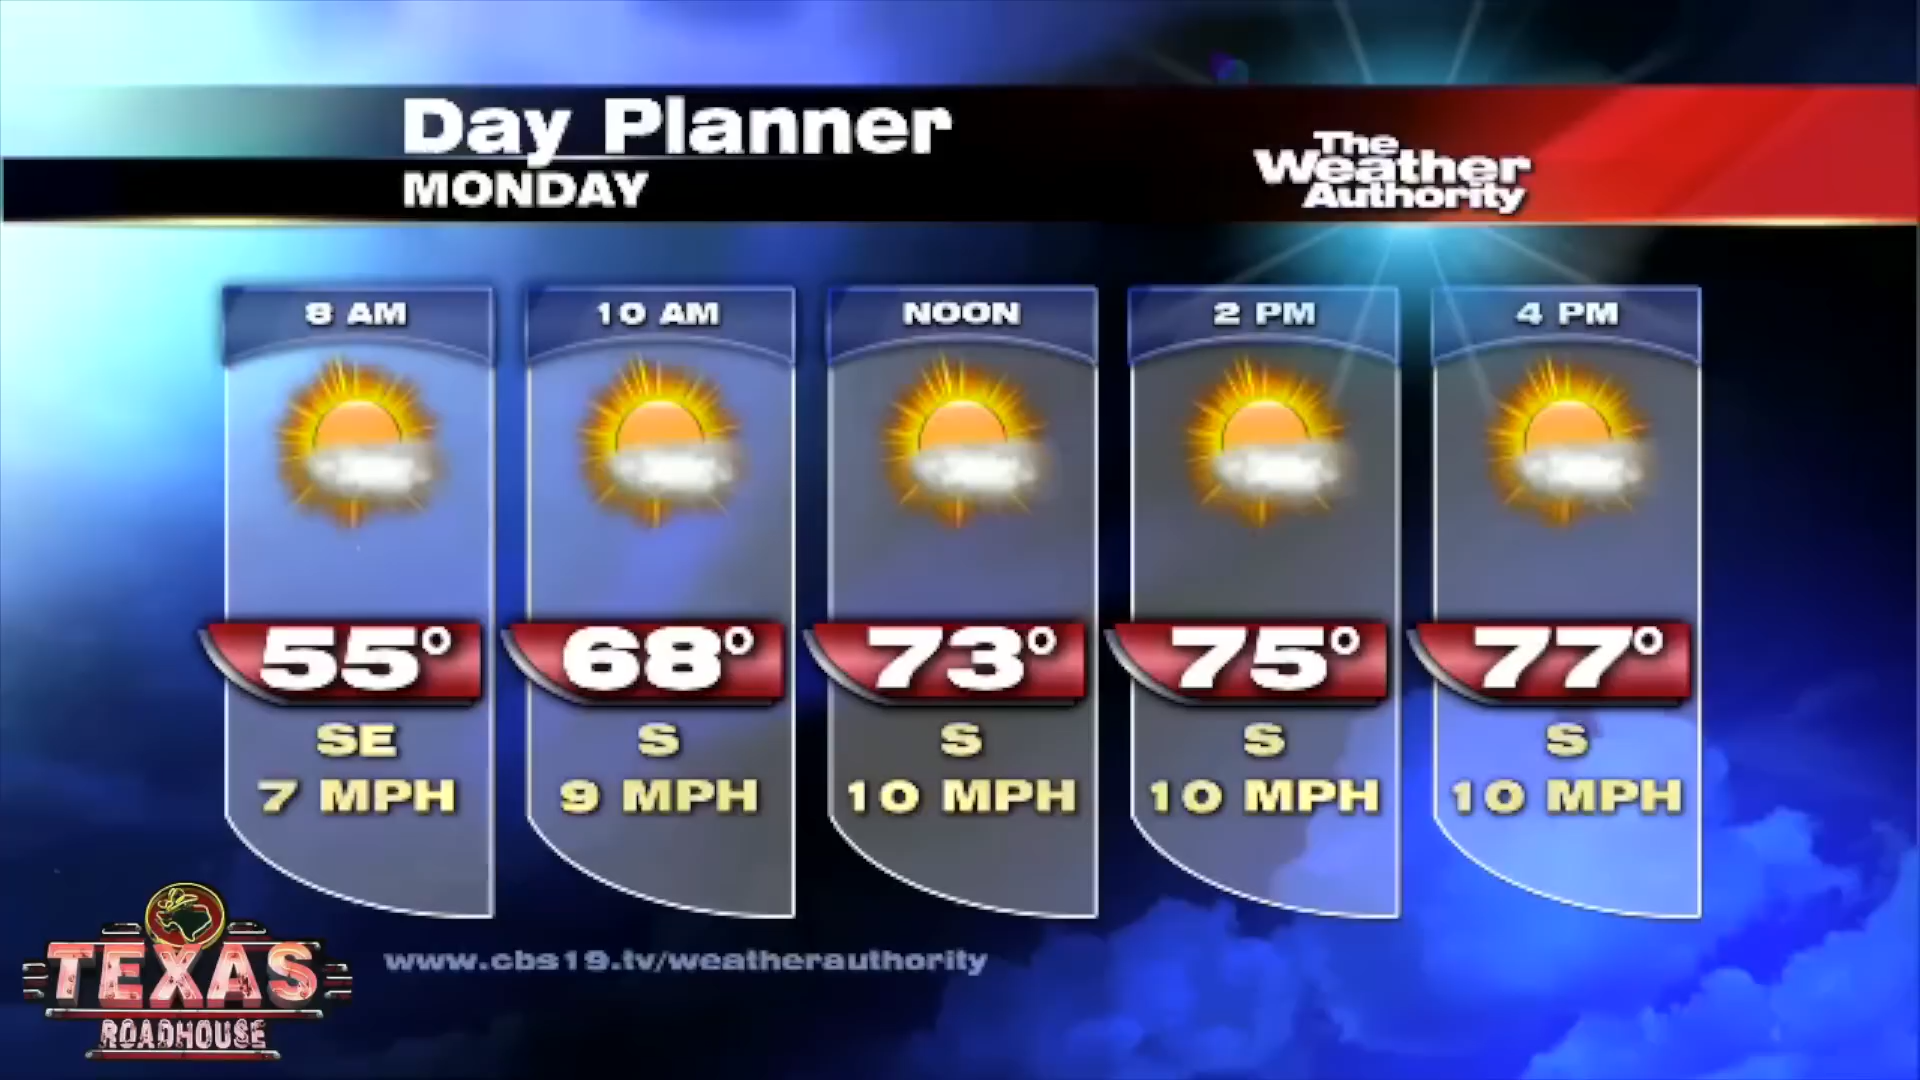 Day Planner
MONDAY
The
Weather
Authority
8 AM
10 AM
NOON
2 PM
4 PM
55°
68°
73°
75°
77°
SE
S
S
S
S
7 MPH
9 MPH
10 MPH
10 MPH
10 MPH
TEXAS
ROADHOUSE
www.cbs19.tv/weatherauthority